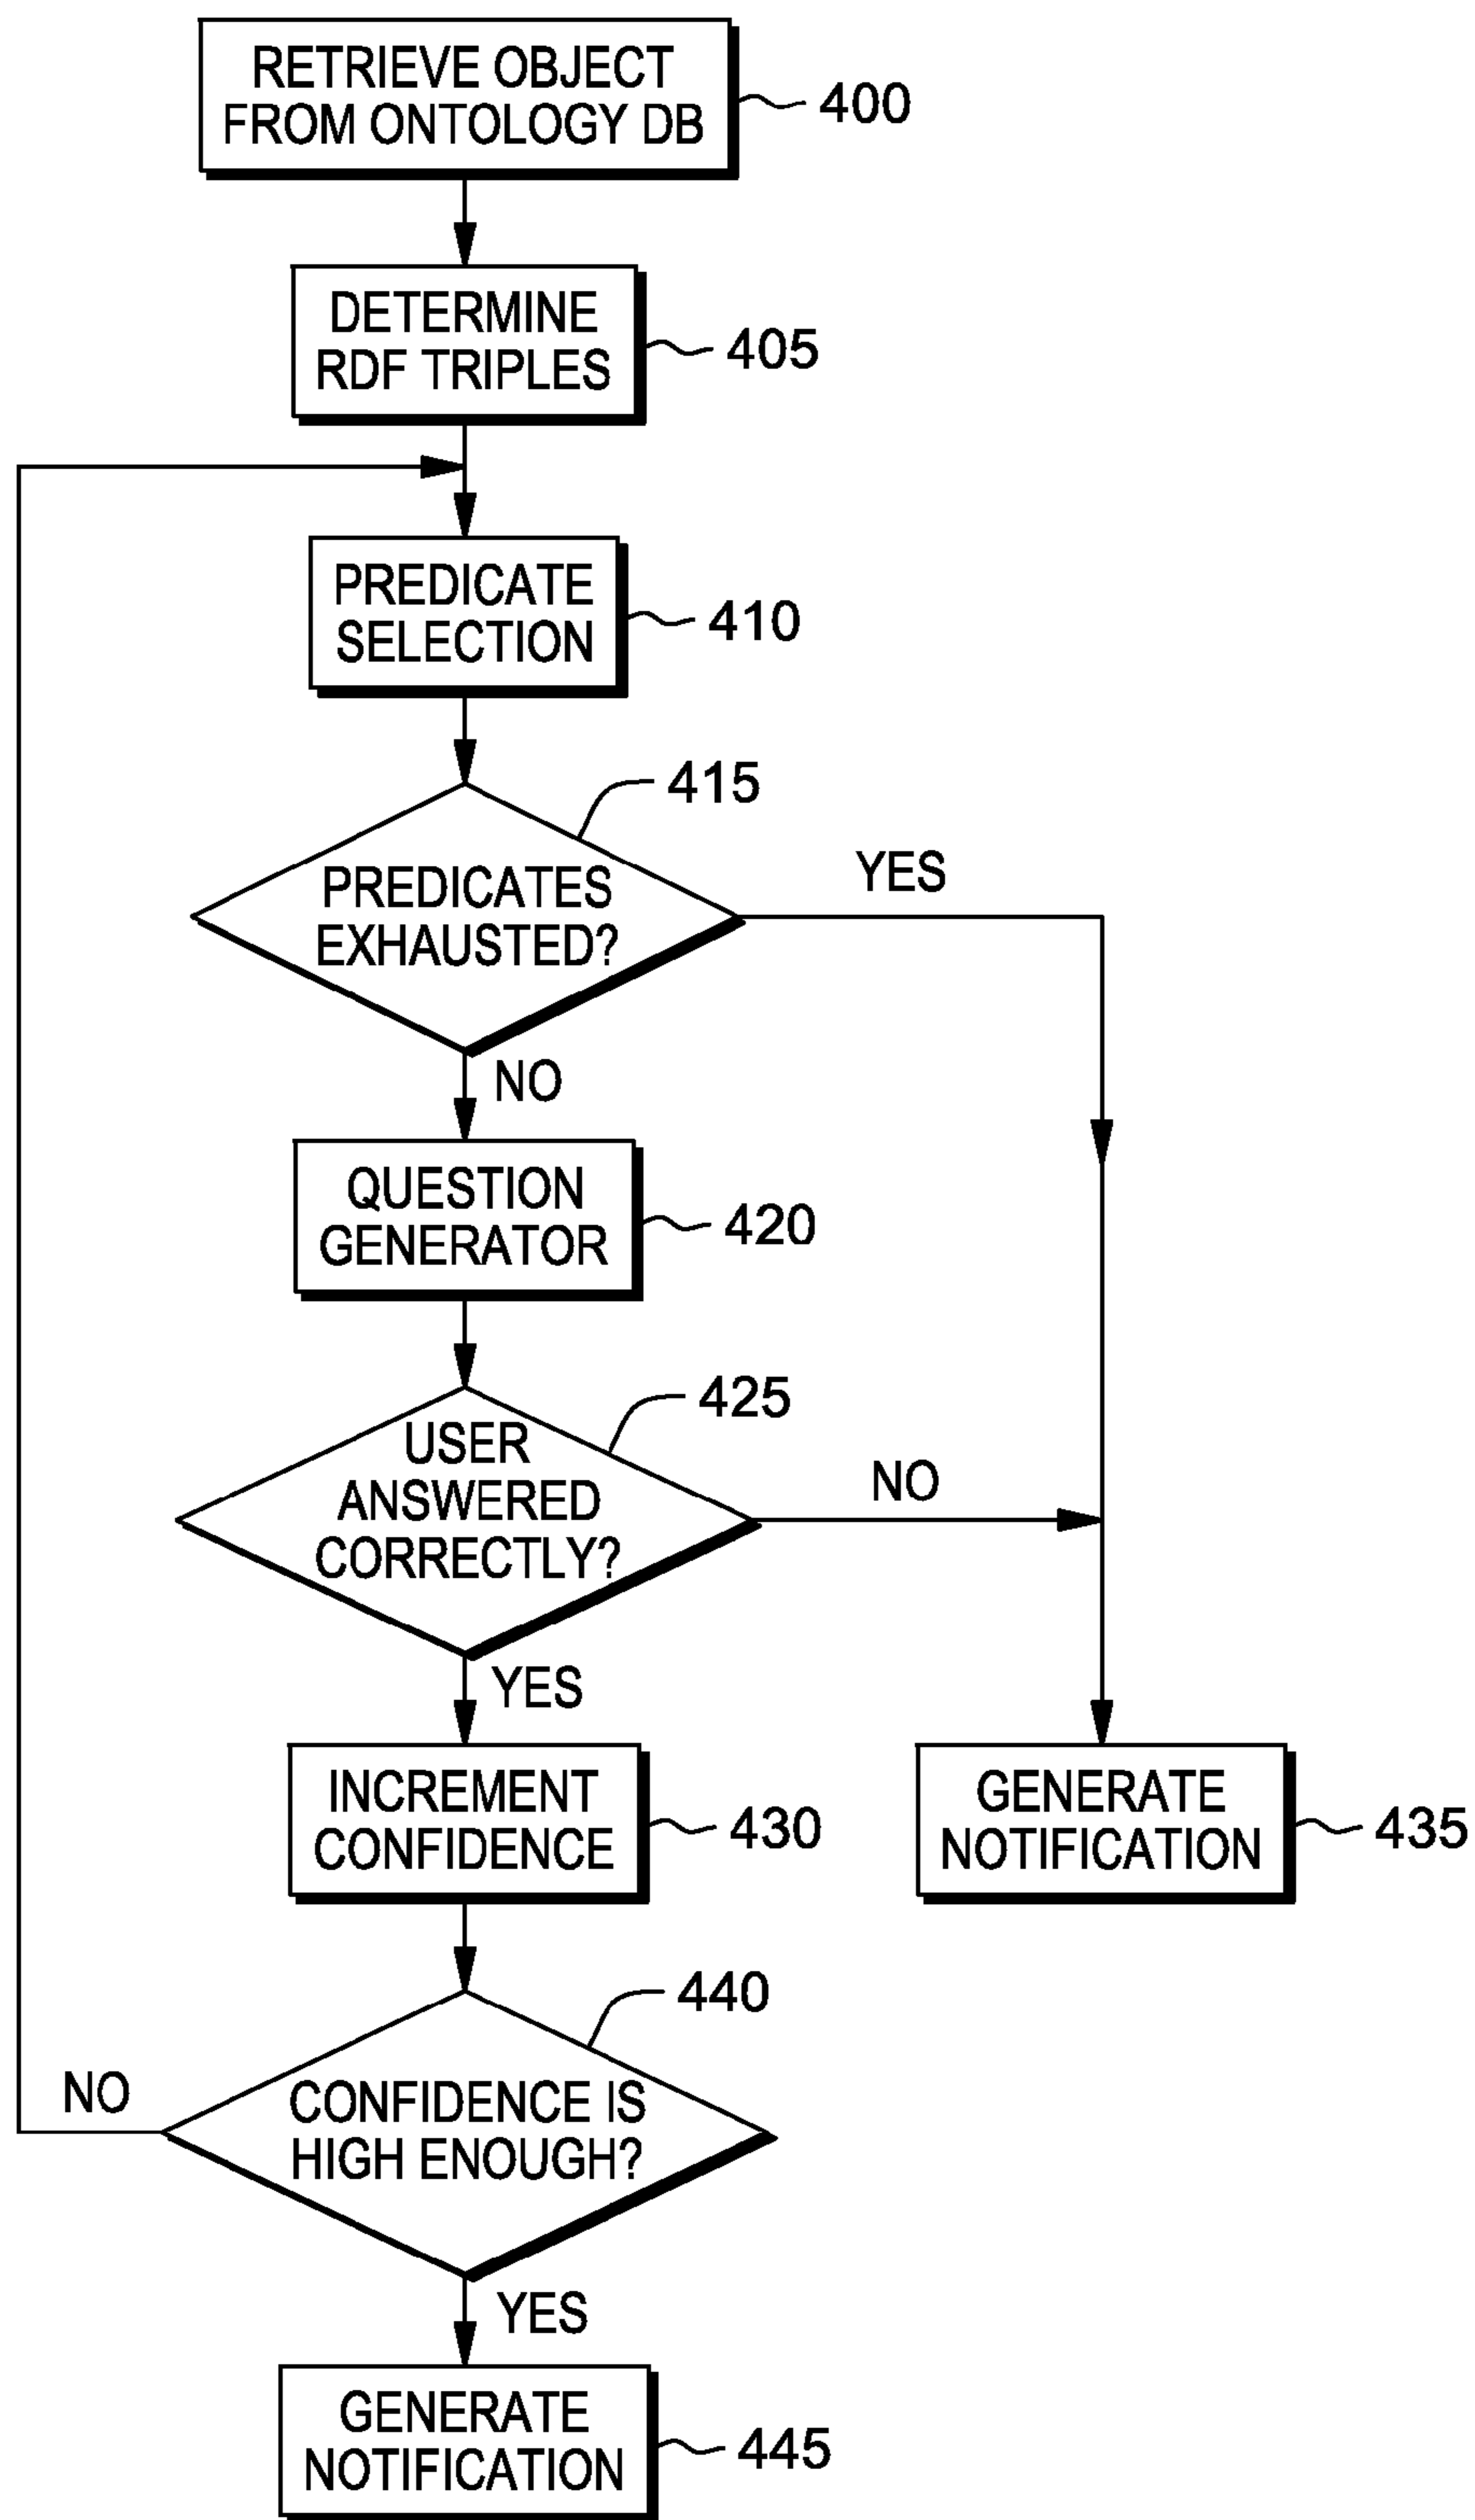 RETRIEVE OBJECT
FROM ONTOLOGY DB
400
DETERMINE
RDF TRIPLES
405
PREDICATE
SELECTION
410
415
PREDICATES
EXHAUSTED?
YES
NO
QUESTION
GENERATOR
420
425
USER
ANSWERED
CORRECTLY?
NO
YES
INCREMENT
CONFIDENCE
430
GENERATE
NOTIFICATION
435
440
CONFIDENCE IS
HIGH ENOUGH?
NO
YES
GENERATE
NOTIFICATION
445